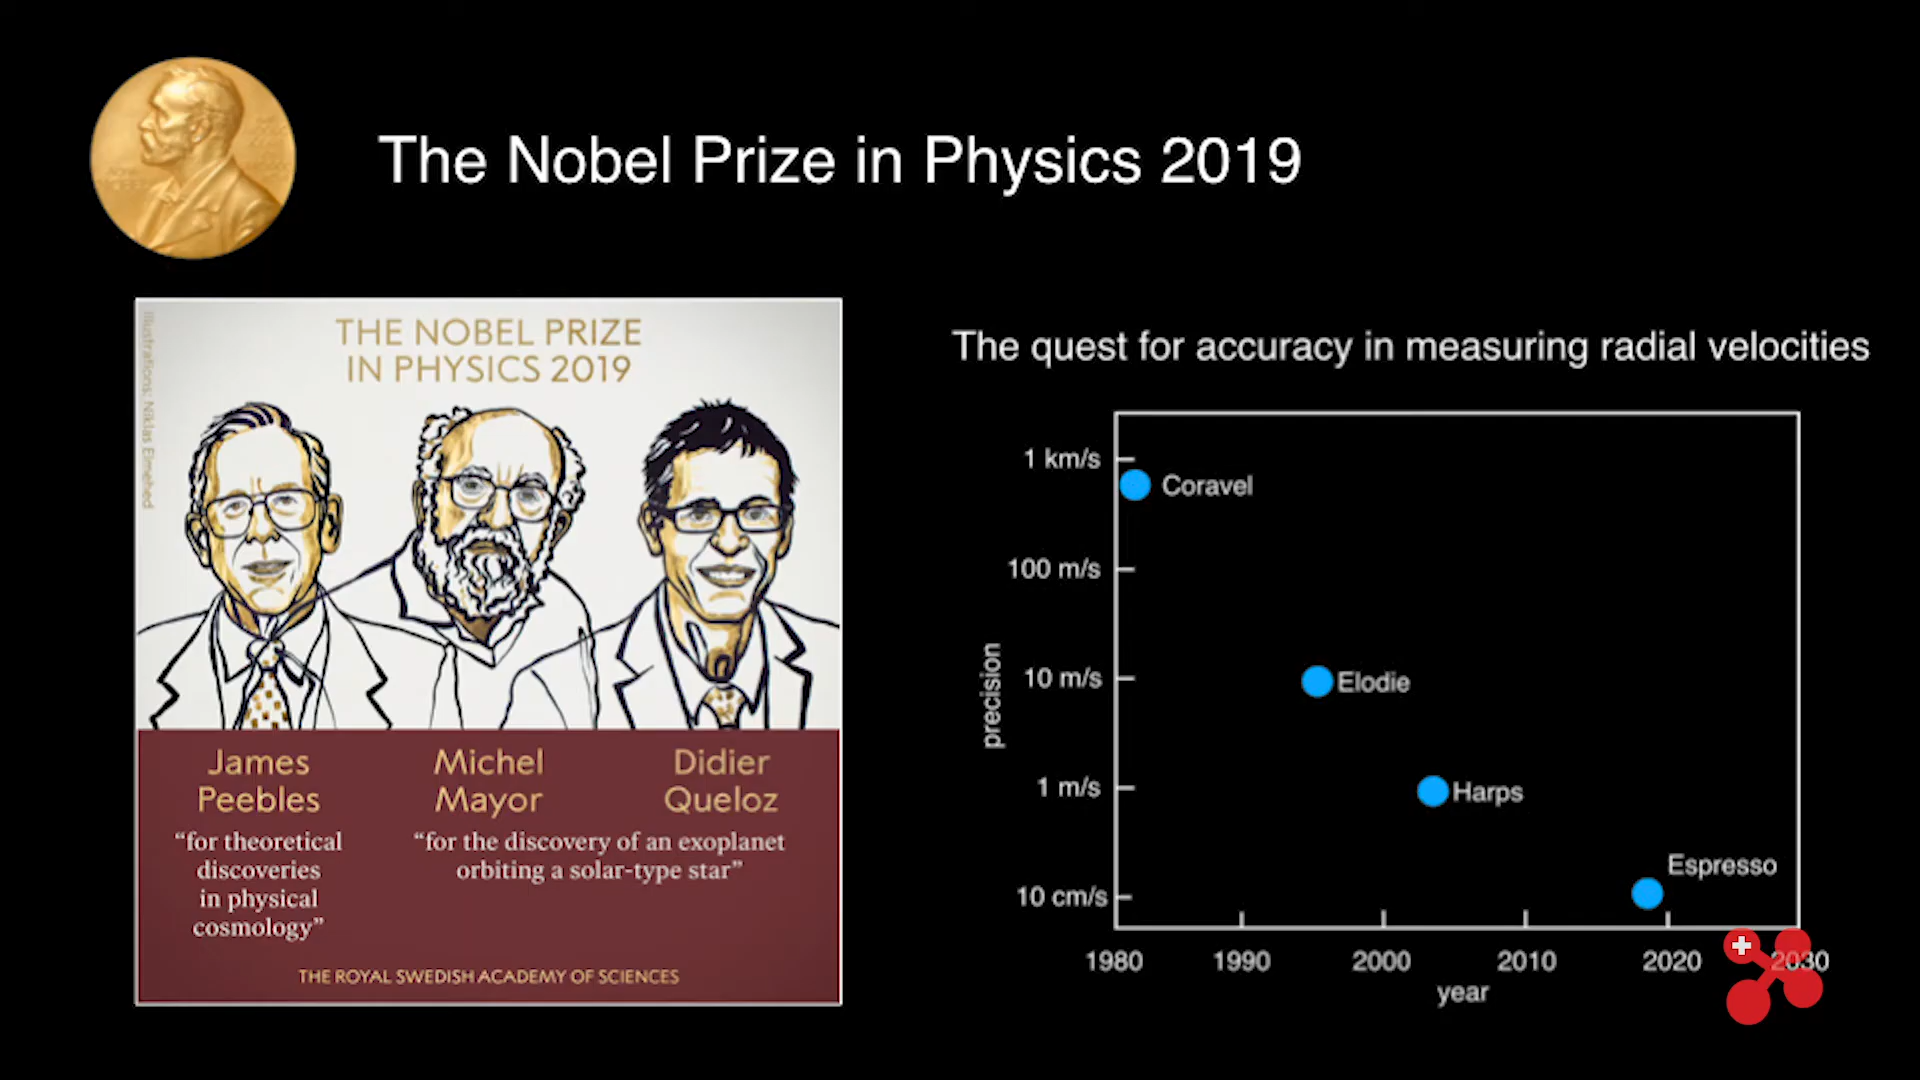 The Nobel Prize in Physics 2019
Illustrations: Niklas Elmehed
THE NOBEL PRIZE
IN PHYSICS 2019
James
Peebles
“for theoretical
discoveries
in physical
cosmology”
Michel
Mayor
Didier
Queloz
“for the discovery of an exoplanet
orbiting a solar-type star”
THE ROYAL SWEDISH ACADEMY OF SCIENCES
The quest for accuracy in measuring radial velocities
precision
1 km/s
100 m/s
10 m/s
1 m/s
10 cm/s
Coravel
Elodie
Harps
Espresso
1980 1990 2000 2010 2020 2030
year